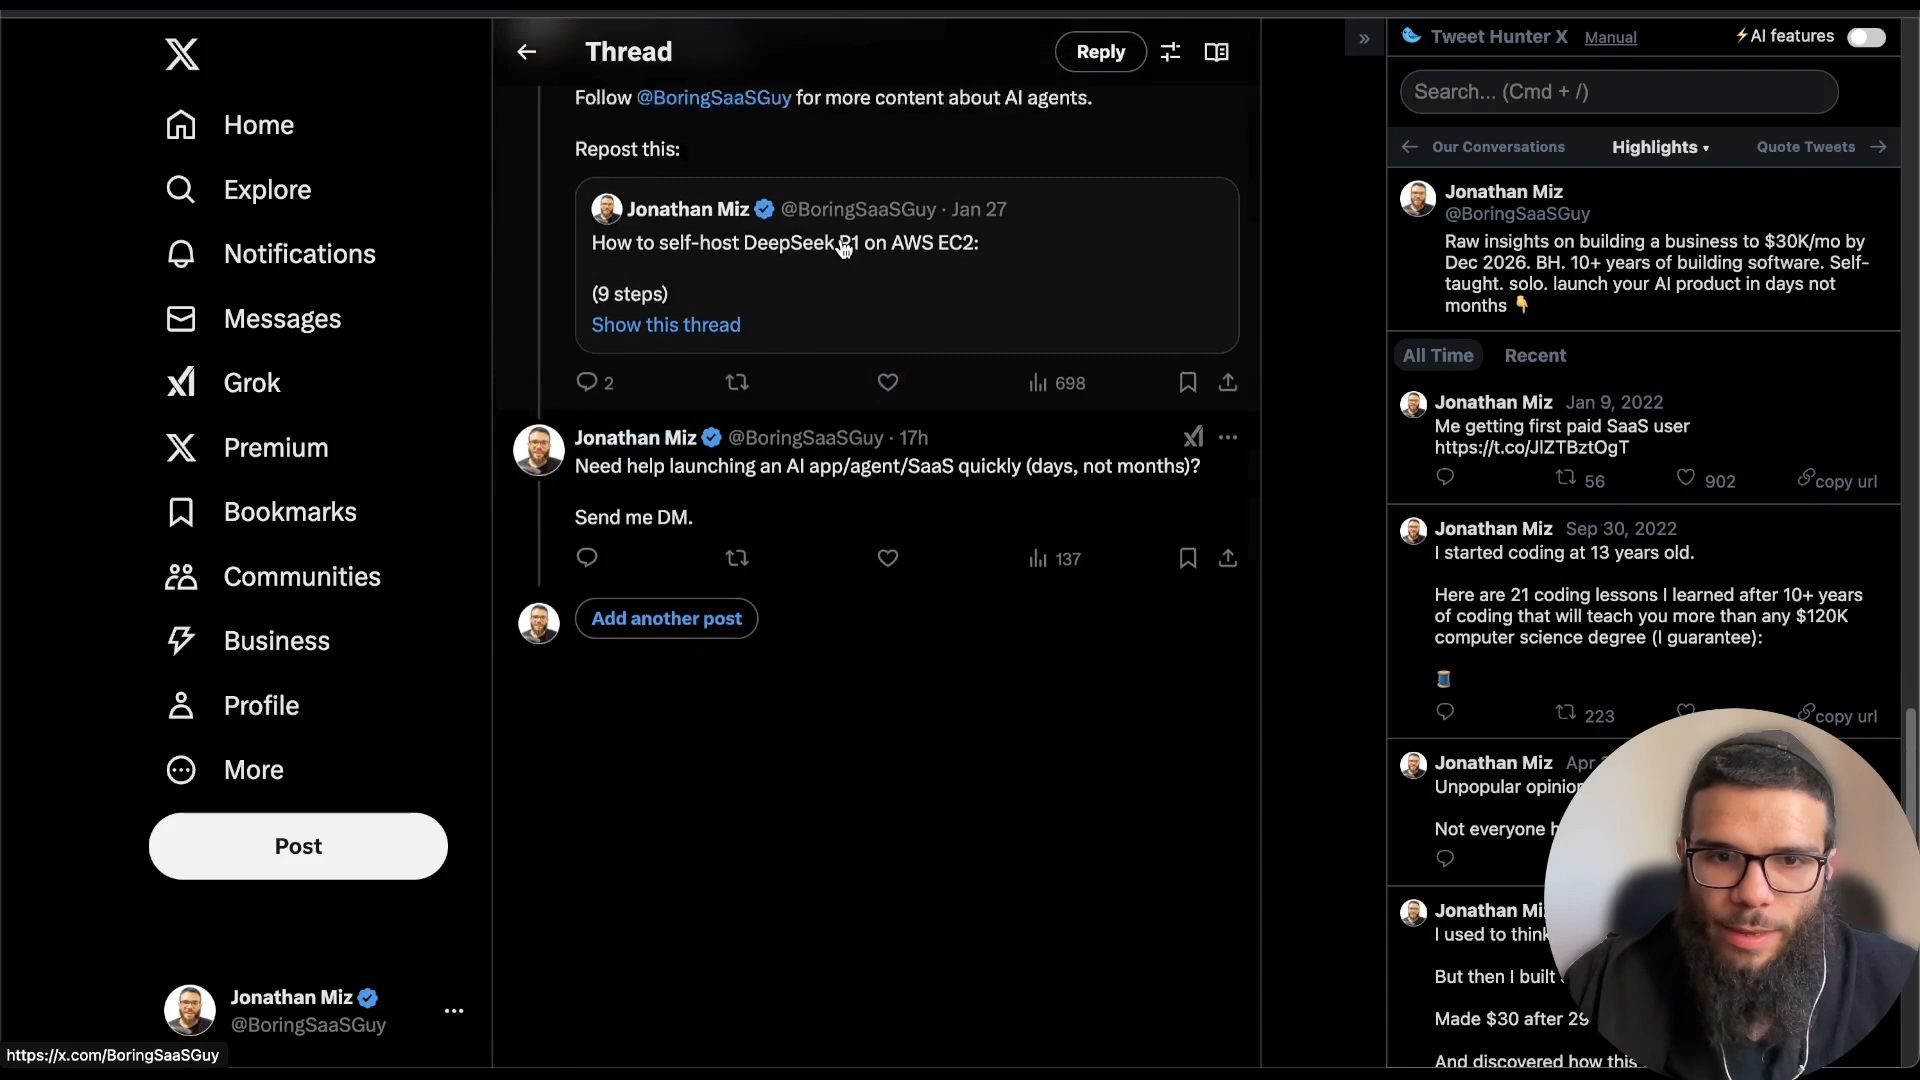 Home
Explore
Notifications
Messages
Grok
Premium
Bookmarks
Communities
Business
Profile
More
Post
Jonathan Miz
@BoringSaaSGuy
https://x.com/BoringSaaSGuy
Thread
Reply
Follow @BoringSaaSGuy for more content about AI agents.
Repost this:
Jonathan Miz @BoringSaaSGuy · Jan 27
How to self-host DeepSeek R1 on AWS EC2:
(9 steps)
Show this thread
2
698
Jonathan Miz @BoringSaaSGuy · 17h
Need help launching an AI app/agent/SaaS quickly (days, not months)?
Send me DM.
137
Add another post
Tweet Hunter X Manual
⚡AI features
Search... (Cmd + /)
Our Conversations
Highlights
Quote Tweets
Jonathan Miz
@BoringSaaSGuy
Raw insights on building a business to $30K/mo by
Dec 2026. BH. 10+ years of building software. Self-
taught. solo. launch your AI product in days not
months 👇
All Time
Recent
Jonathan Miz Jan 9, 2022
Me getting first paid SaaS user
https://t.co/JIZTBztOgT
56
902
copy url
Jonathan Miz Sep 30, 2022
I started coding at 13 years old.
Here are 21 coding lessons I learned after 10+ years
of coding that will teach you more than any $120K
computer science degree (I guarantee):
🧵
223
copy url
Jonathan Miz Apr
Unpopular opinion
Not everyone
Jonathan Miz
I used to think
But then I built
Made $30 after 29
And discovered how this